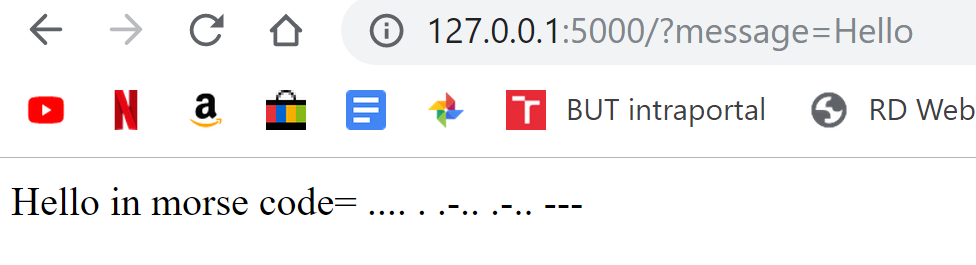 127.0.0.1:5000/?message=Hello
BUT intraportal RD Web
Hello in morse code= .... . .-.. .-.. ---